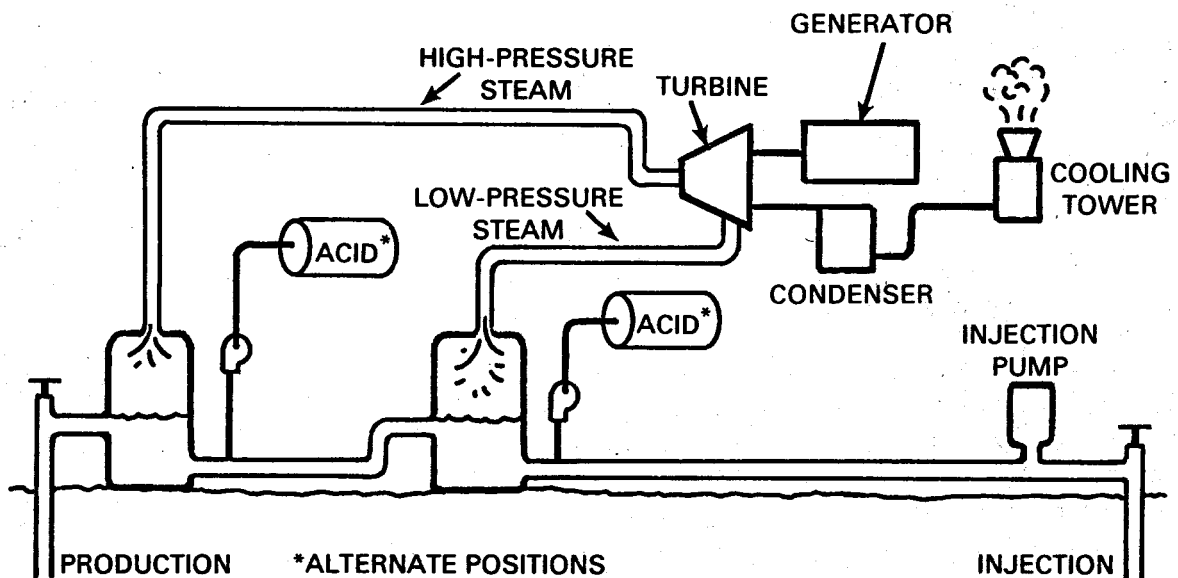 GENERATOR
HIGH-PRESSURE
STEAM
TURBINE
COOLING
TOWER
LOW-PRESSURE
STEAM
ACID*
CONDENSER
ACID*
INJECTION
PUMP
PRODUCTION
*ALTERNATE POSITIONS
INJECTION